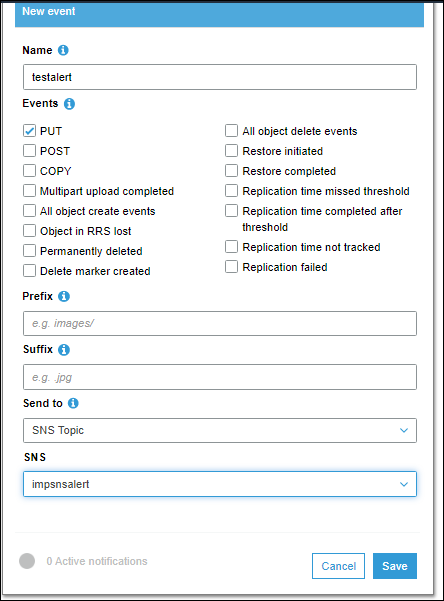 New event
Name
testalert
Events
PUT
POST
COPY
Multipart upload completed
All object create events
Object in RRS lost
Permanently deleted
Delete marker created
All object delete events
Restore initiated
Restore completed
Replication time missed threshold
Replication time completed after
threshold
Replication time not tracked
Replication failed
Prefix
e.g. images/
Suffix
e.g. .jpg
Send to
SNS Topic
SNS
impsnsalert
0 Active notifications
Cancel
Save